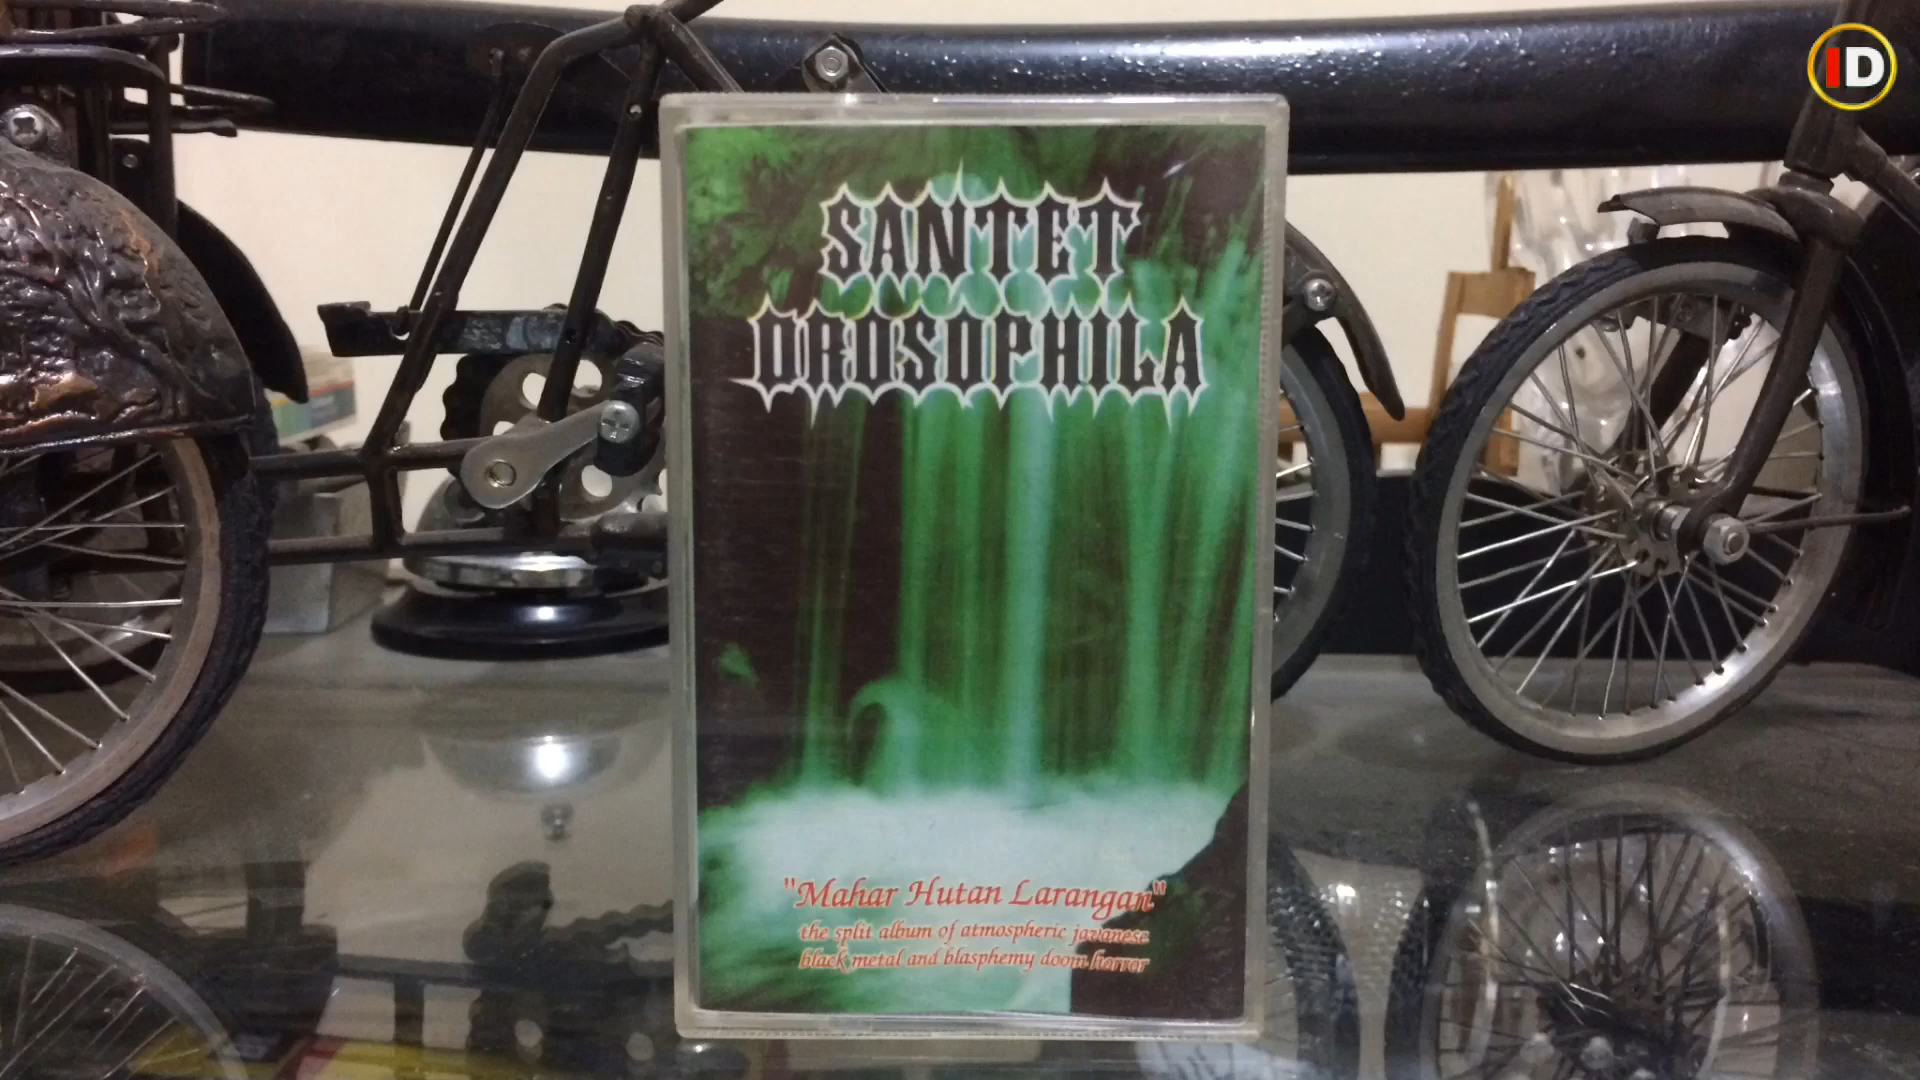 ID
SANTET
DROSOPHILA
"Mahar Hutan Larangan"
the split album of atmospheric javanese
black metal and blasphemy doom horror